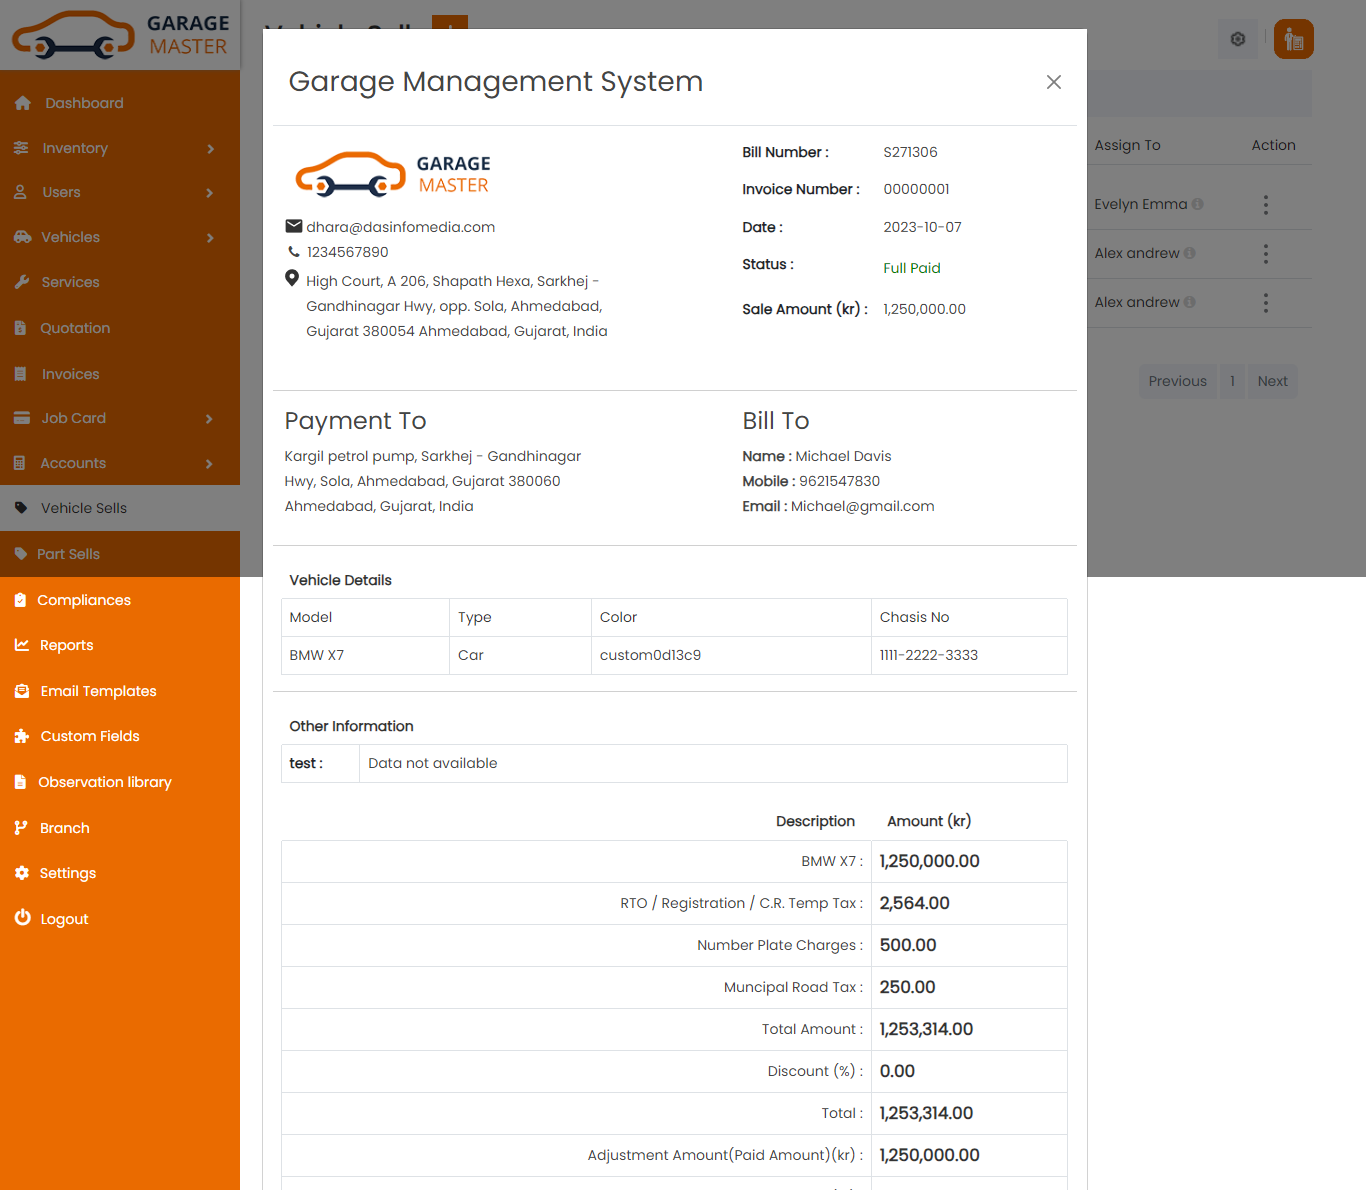 GARAGE
MASTER
Dashboard
Inventory
Users
Vehicles
Services
Quotation
Invoices
Job Card
Accounts
Vehicle Sells
Part Sells
Compliances
Reports
Email Templates
Custom Fields
Observation library
Branch
Settings
Logout
Garage Management System
GARAGE
MASTER
dhara@dasinfomedia.com
1234567890
High Court, A 206, Shapath Hexa, Sarkhej -
Gandhinagar Hwy, opp. Sola, Ahmedabad,
Gujarat 380054 Ahmedabad, Gujarat, India
Bill Number : S271306
Invoice Number : 00000001
Date : 2023-10-07
Status : Full Paid
Sale Amount (kr) : 1,250,000.00
Payment To
Kargil petrol pump, Sarkhej - Gandhinagar
Hwy, Sola, Ahmedabad, Gujarat 380060
Ahmedabad, Gujarat, India
Bill To
Name : Michael Davis
Mobile : 9621547830
Email : Michael@gmail.com
Vehicle Details
Model Type Color Chasis No
BMW X7 Car custom0d13c9 1111-2222-3333
Other Information
test : Data not available
Description Amount (kr)
BMW X7 : 1,250,000.00
RTO / Registration / C.R. Temp Tax : 2,564.00
Number Plate Charges : 500.00
Muncipal Road Tax : 250.00
Total Amount : 1,253,314.00
Discount (%) : 0.00
Total : 1,253,314.00
Adjustment Amount(Paid Amount)(kr) : 1,250,000.00
Assign To Action
Evelyn Emma
Alex andrew
Alex andrew
Previous 1 Next